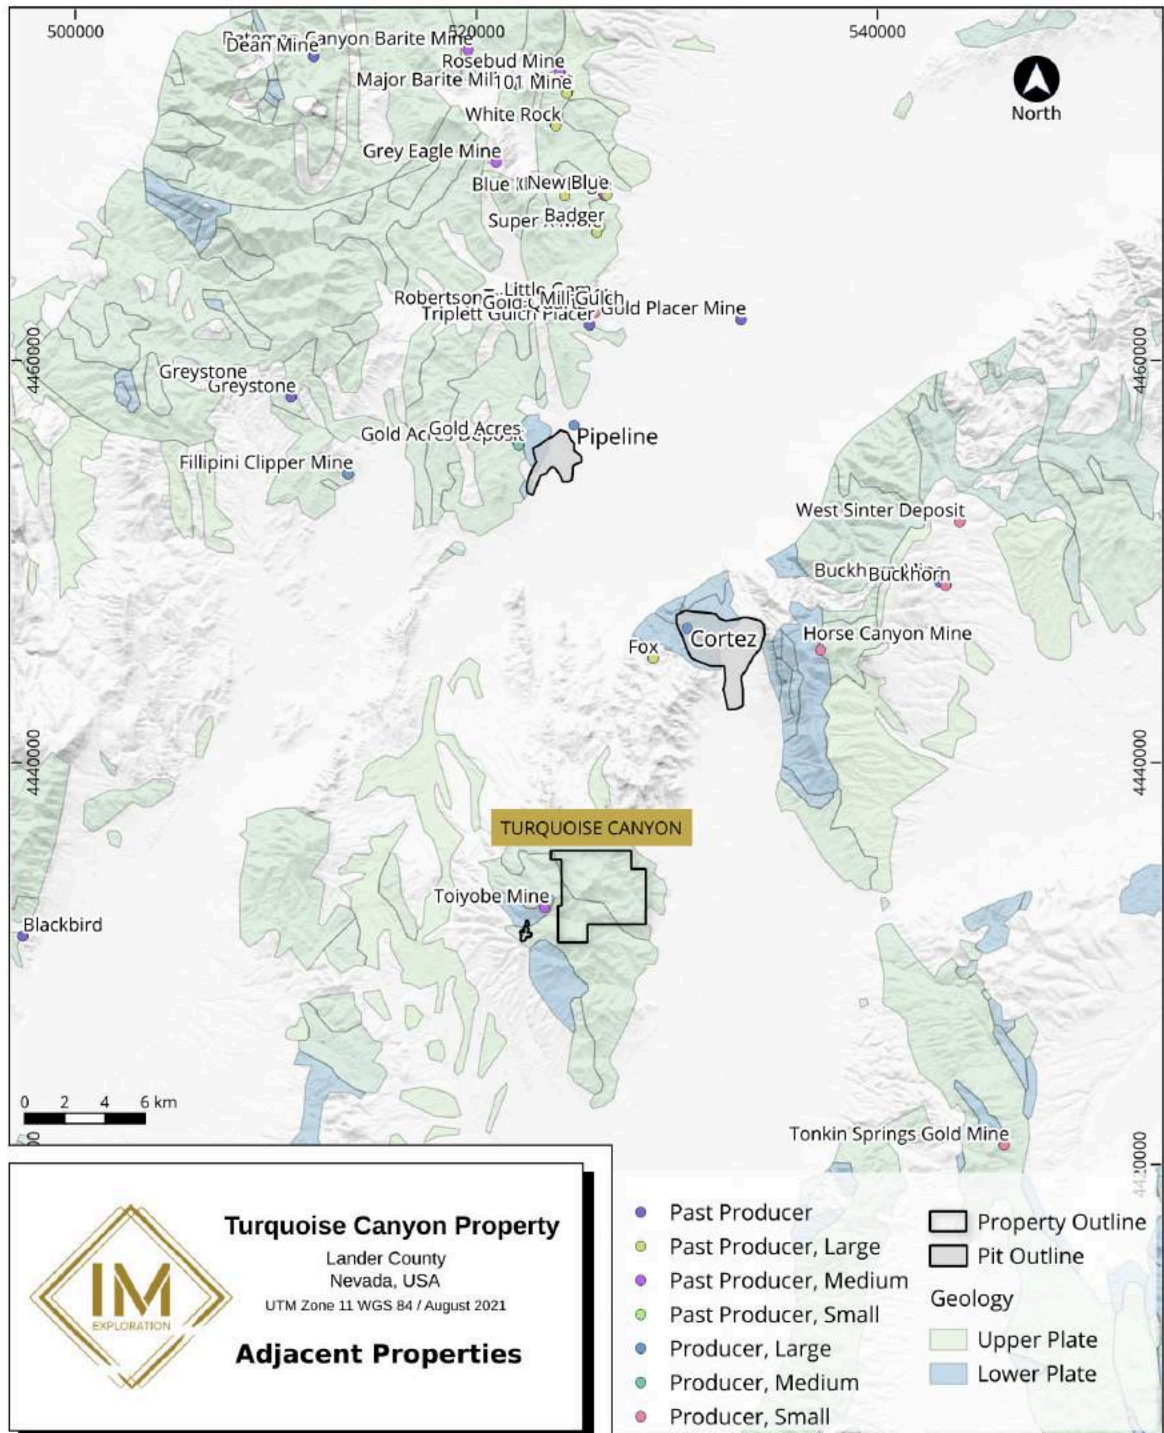 500000
520000
540000
Dean Mine
Canyon Barite Mine
Rosebud Mine
Major Barite Mill
101 Mine
White Rock
Grey Eagle Mine
Blue
New Blue
Super
Badger
North
Robertson
Little Gem
Mill Gulch
Triplett Gulch Placer
Gold Placer Mine
4460000
4460000
Greystone
Greystone
Gold Acres
Pipeline
Fillipini Clipper Mine
West Sinter Deposit
Buckhorn
Fox
Cortez
Horse Canyon Mine
4440000
4440000
TURQUOISE CANYON
Toiyobe Mine
Blackbird
0 2 4 6 km
Tonkin Springs Gold Mine
4420000
IM
EXPLORATION
Turquoise Canyon Property
Lander County
Nevada, USA
UTM Zone 11 WGS 84 / August 2021
Adjacent Properties
Past Producer
Past Producer, Large
Past Producer, Medium
Past Producer, Small
Producer, Large
Producer, Medium
Producer, Small
Property Outline
Pit Outline
Geology
Upper Plate
Lower Plate